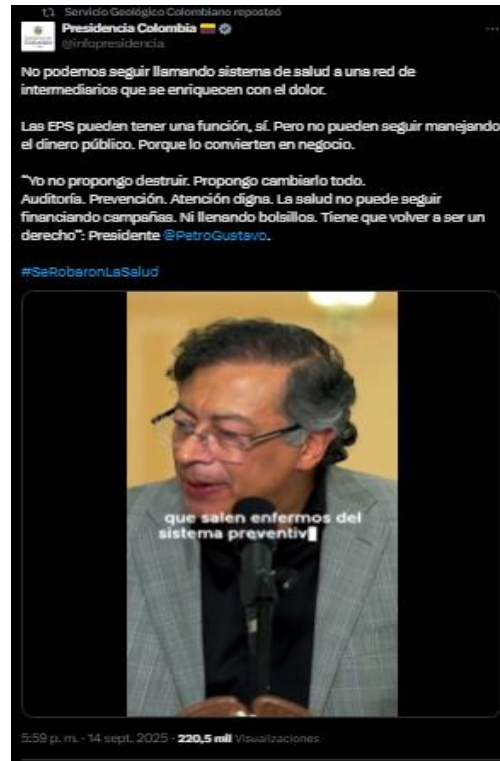 Servicio Geológico Colombiano reposteó
Presidencia Colombia
@infopresidencia
No podemos seguir llamando sistema de salud a una red de
intermediarios que se enriquecen con el dolor.
Las EPS pueden tener una función, sí. Pero no pueden seguir manejando
el dinero público. Porque lo convierten en negocio.
"Yo no propongo destruir. Propongo cambiarlo todo.
Auditoría. Prevención. Atención digna. La salud no puede seguir
financiando campañas. Ni llenando bolsillos. Tiene que volver a ser un
derecho": Presidente @PetroGustavo.
#SeRobaronLaSalud
que salen enfermos del
sistema preventiv
5:59 p. m. · 14 sept. 2025 · 220,5 mil Visualizaciones